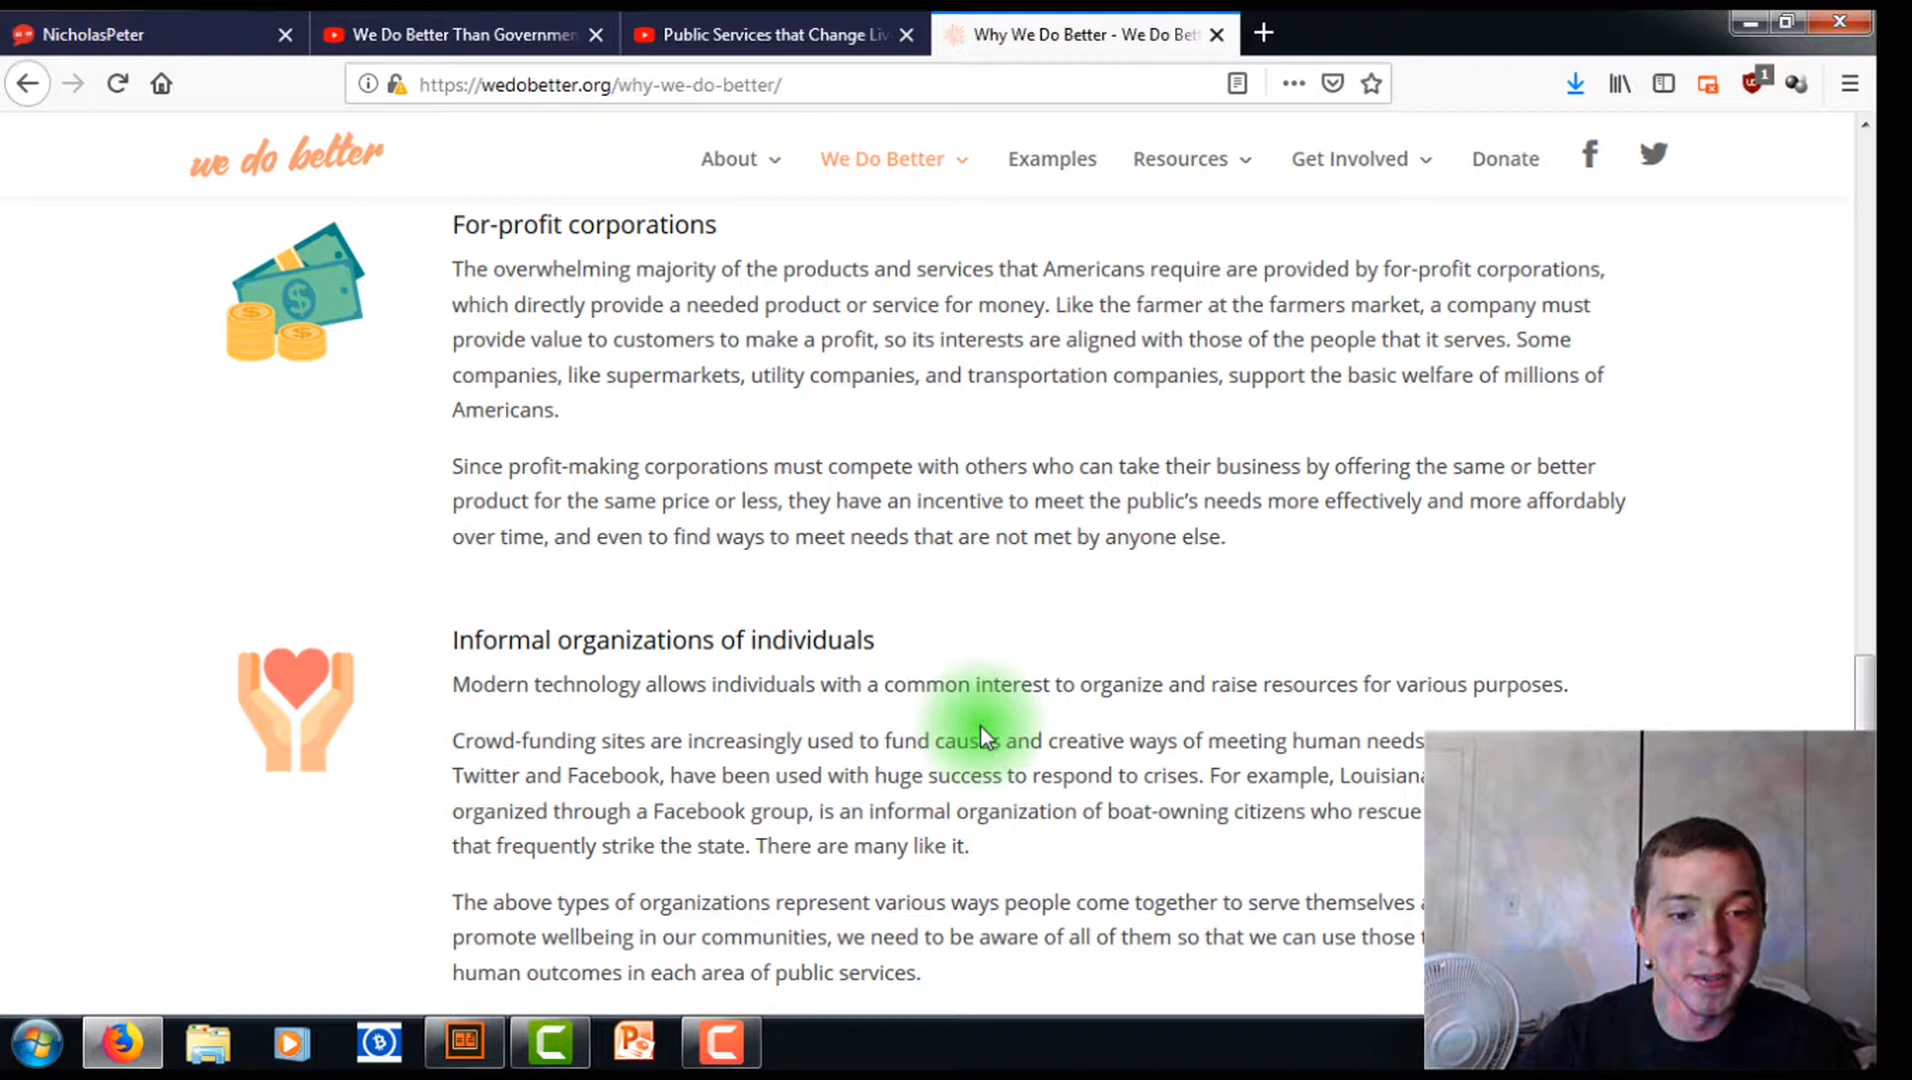 NicholasPeter
We Do Better Than Governmen
Public Services that Change Liv
Why We Do Better - We Do Bett
https://wedobetter.org/why-we-do-better/
1
we do better
About
We Do Better
Examples
Resources
Get Involved
Donate
For-profit corporations
The overwhelming majority of the products and services that Americans require are provided by for-profit corporations,
which directly provide a needed product or service for money. Like the farmer at the farmers market, a company must
provide value to customers to make a profit, so its interests are aligned with those of the people that it serves. Some
companies, like supermarkets, utility companies, and transportation companies, support the basic welfare of millions of
Americans.
Since profit-making corporations must compete with others who can take their business by offering the same or better
product for the same price or less, they have an incentive to meet the public's needs more effectively and more affordably
over time, and even to find ways to meet needs that are not met by anyone else.
Informal organizations of individuals
Modern technology allows individuals with a common interest to organize and raise resources for various purposes.
Crowd-funding sites are increasingly used to fund causes and creative ways of meeting human needs
Twitter and Facebook, have been used with huge success to respond to crises. For example, Louisiana
organized through a Facebook group, is an informal organization of boat-owning citizens who rescue
that frequently strike the state. There are many like it.
The above types of organizations represent various ways people come together to serve themselves
promote wellbeing in our communities, we need to be aware of all of them so that we can use those
human outcomes in each area of public services.